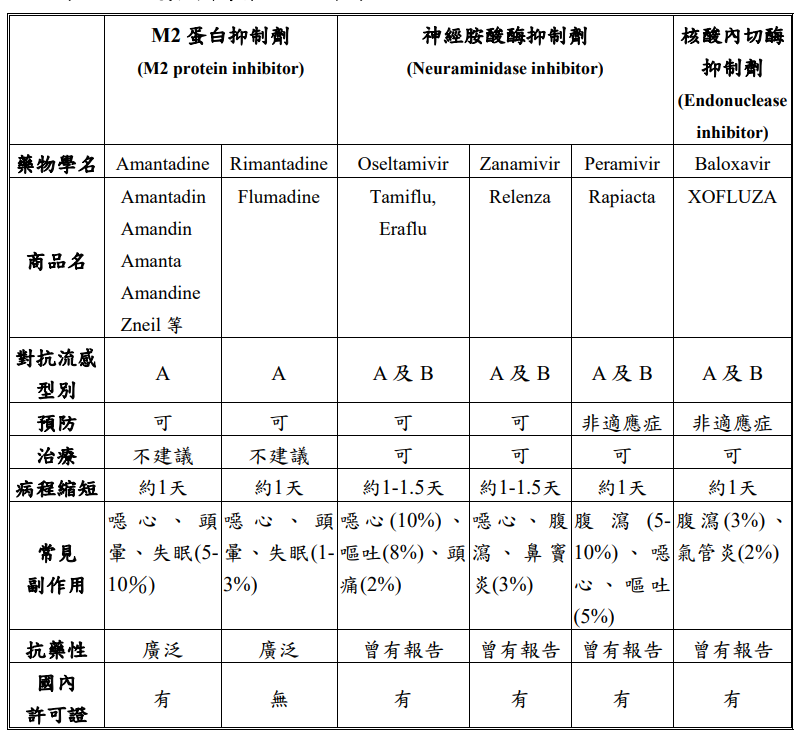 M2 蛋白抑制劑
(M2 protein inhibitor)
神經胺酸酶抑制劑
(Neuraminidase inhibitor)
核酸內切酶
抑制劑
(Endonuclease
inhibitor)
藥物學名 Amantadine Rimantadine Oseltamivir Zanamivir Peramivir Baloxavir
商品名
Amantadin
Amandin
Amanta
Amandine
Zneil 等
Flumadine
Tamiflu,
Eraflu
Relenza
Rapiacta
XOFLUZA
對抗流感
型別
A A A 及 B A 及 B A 及 B A 及 B
預防 可 可 可 可 非適應症 非適應症
治療 不建議 不建議 可 可 可 可
病程縮短 約1天 約1天 約1-1.5天 約1-1.5天 約1天 約1天
常見
副作用
噁心、頭
暈、失眠(5-
10%)
噁心、頭
暈、失眠(1-
3%)
噁心(10%)、
嘔吐(8%)、頭
痛(2%)
噁心、腹
瀉、鼻竇
炎(3%)
腹瀉(5-
10%)、噁
心、嘔吐
(5%)
腹瀉(3%)、
氣管炎(2%)
抗藥性 廣泛 廣泛 曾有報告 曾有報告 曾有報告 曾有報告
國內
許可證
有 無 有 有 有 有